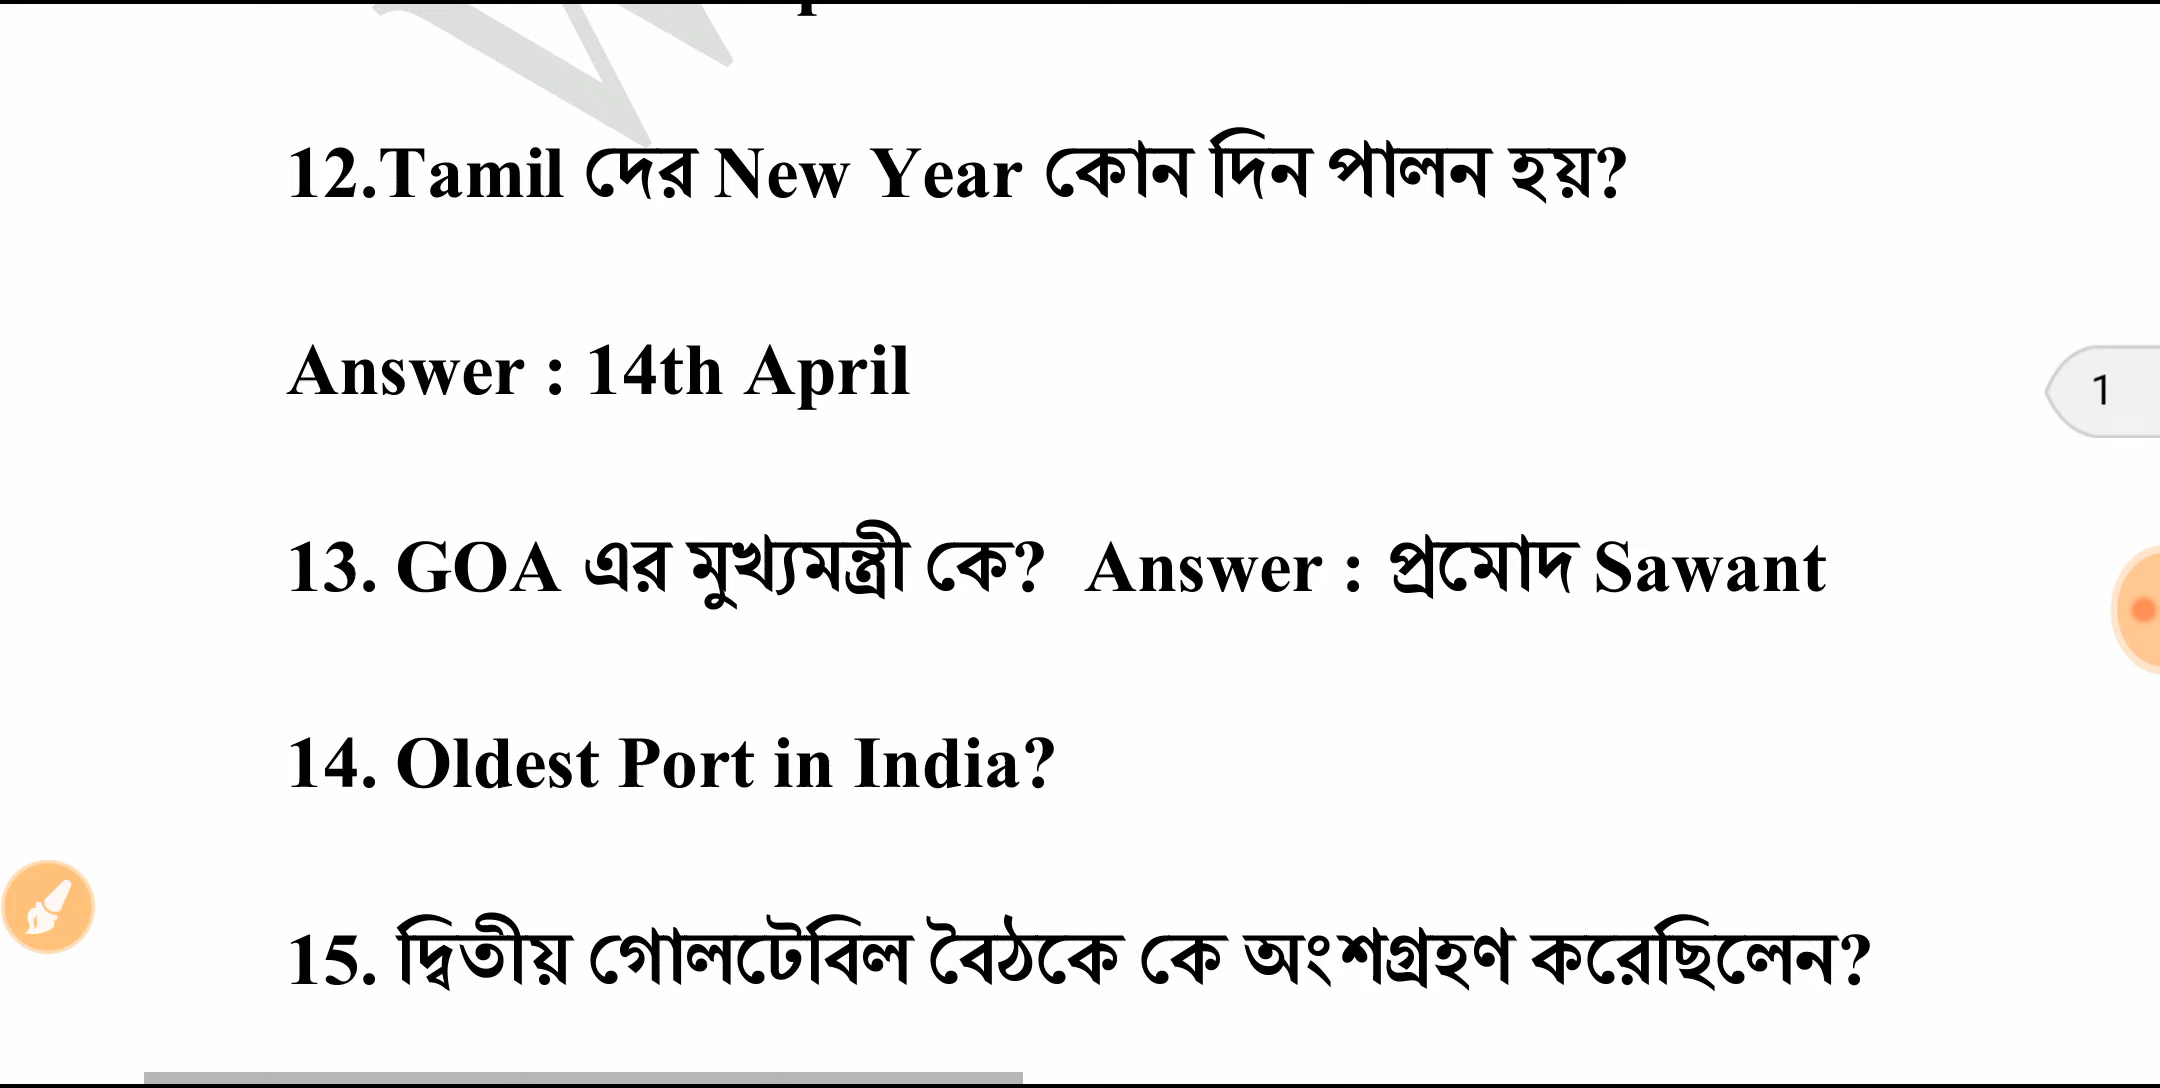 12.Tamil দের New Year কোন দিন পালন হয়?
Answer : 14th April
1
13. GOA এর মুখ্যমন্ত্রী কে? Answer : প্রমোদ Sawant
14. Oldest Port in India?
15. দ্বিতীয় গোলটেবিল বৈঠকে কে অংশগ্রহণ করেছিলেন?